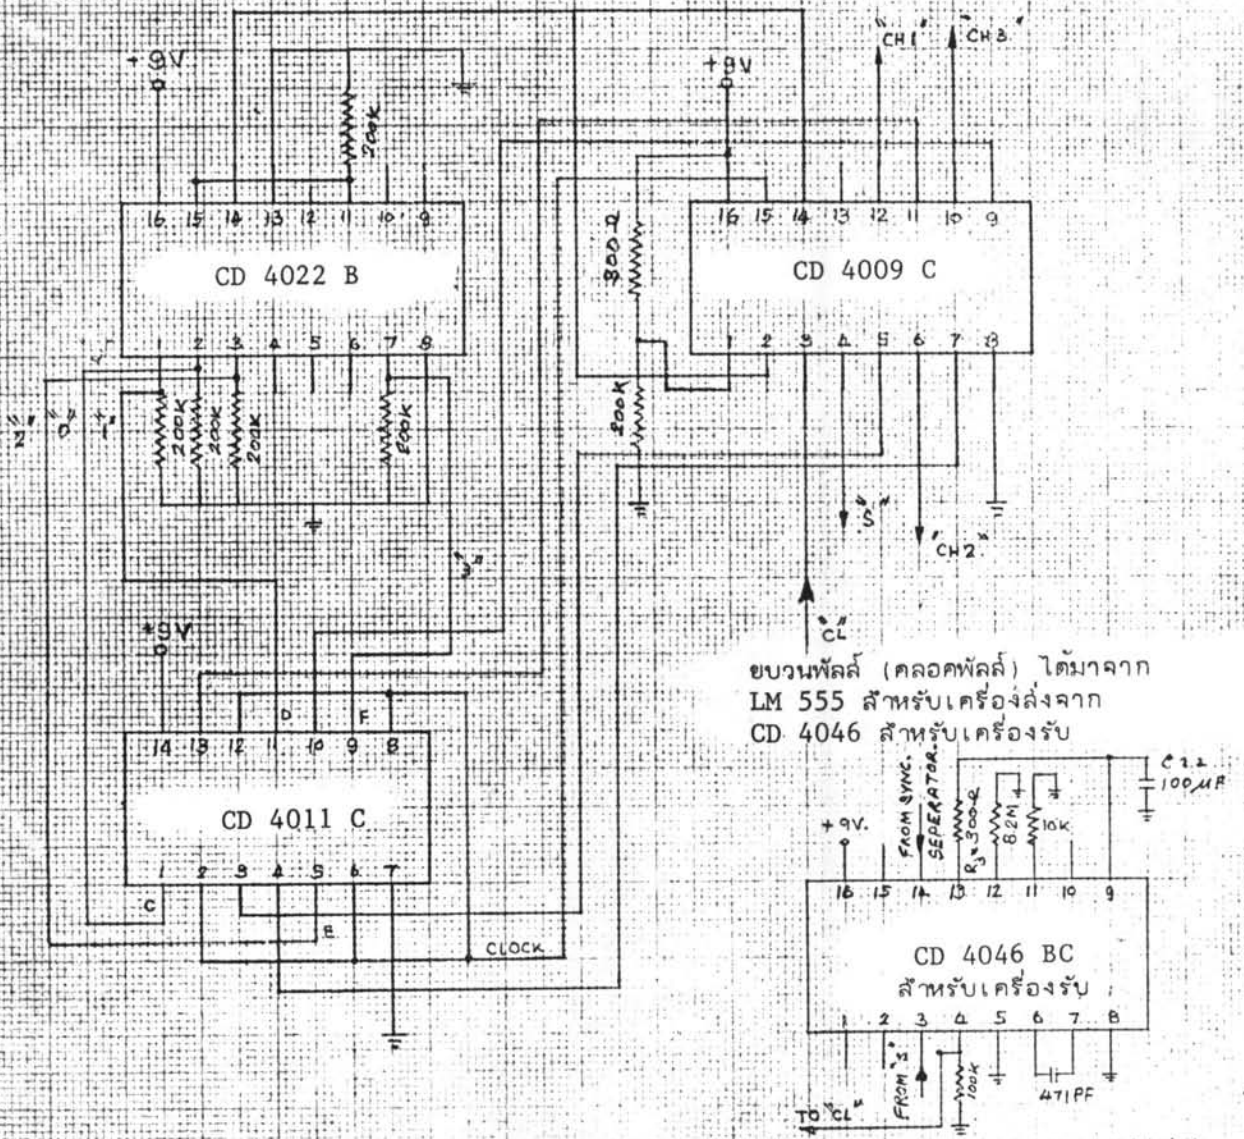 "CH1" "CH3"
+9V
+9V
200K
300Ω
16 15 14 13 12 11 10 9
16 15 14 13 12 11 10 9
CD 4022 B
CD 4009 C
1 2 3 4 5 6 7 8
1 2 3 4 5 6 7 8
"2" "0" "1"
200K
200K
200K
200K
200K
"S"
"CH2"
"3"
"CL"
+9V
ขบวนพัลส์ (คลอคพัลส์) ได้มาจาก
LM 555 สำหรับเครื่องส่งจาก
CD 4046 สำหรับเครื่องรับ
D F
14 13 12 11 10 9 8
CD 4011 C
1 2 3 4 5 6 7
C
E
CLOCK
+9V.
FROM SYNC.
SEPERATOR.
R3=300Ω
8.2M
10K
100µF
16 15 14 13 12 11 10 9
CD 4046 BC
สำหรับเครื่องรับ
1 2 3 4 5 6 7 8
FROM "S"
100K
471PF
TO "CL"